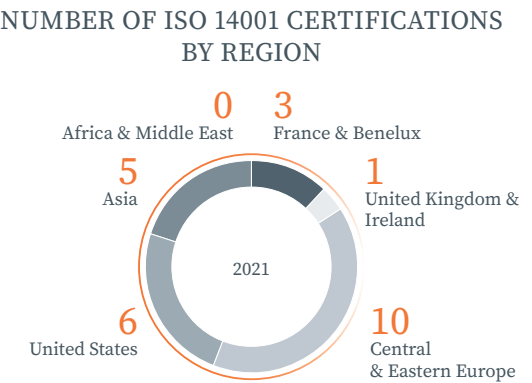 NUMBER OF ISO 14001 CERTIFICATIONS
BY REGION
0
Africa & Middle East
3
France & Benelux
5
Asia
1
United Kingdom &
Ireland
2021
6
United States
10
Central
& Eastern Europe